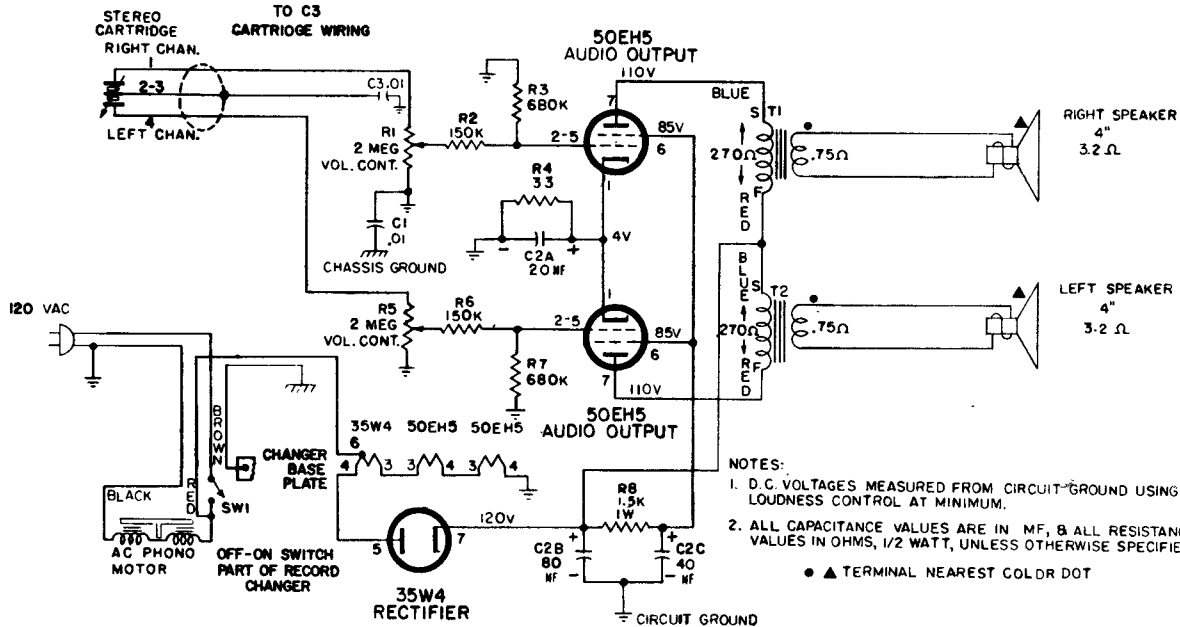 TO C3
CARTRIDGE WIRING
STEREO
CARTRIDGE
RIGHT CHAN.
2-3
4
LEFT CHAN.
C3.01
R1
2 MEG
VOL. CONT.
C1
.01
CHASSIS GROUND
R2
150K
R3
680K
2-5
50EH5
AUDIO OUTPUT
110V
7
85V
6
1
R4
33
4V
- +
C2A
20 MF
BLUE
S T1
270Ω
.75Ω
F
RED
RIGHT SPEAKER
4"
3.2 Ω
R5
2 MEG
VOL. CONT.
R6
150K
R7
680K
2-5
1
85V
6
7
110V
50EH5
AUDIO OUTPUT
BLUE
S T2
270Ω
.75Ω
F
RED
LEFT SPEAKER
4"
3.2 Ω
120 VAC
BROWN
BLACK
RED
SW1
AC PHONO
MOTOR
CHANGER
BASE
PLATE
OFF-ON SWITCH
PART OF RECORD
CHANGER
35W4 50EH5 50EH5
6
4 3 3 4 3 4
5 7
120V
35W4
RECTIFIER
R8
1.5K
1W
+ +
C2B
80
MF
-
C2C
40
MF
-
CIRCUIT GROUND
NOTES:
1. D.C. VOLTAGES MEASURED FROM CIRCUIT GROUND USING
LOUDNESS CONTROL AT MINIMUM.
2. ALL CAPACITANCE VALUES ARE IN MF, & ALL RESISTAN
VALUES IN OHMS, 1/2 WATT, UNLESS OTHERWISE SPECIFIE
● ▲ TERMINAL NEAREST COLOR DOT